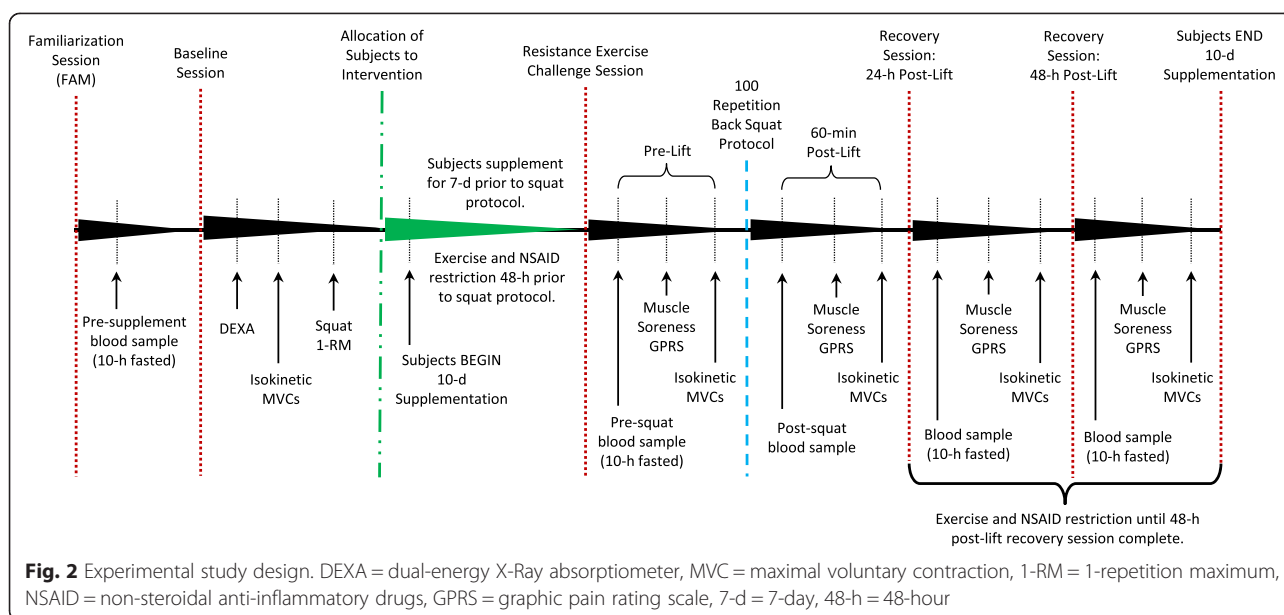 Familiarization
Session
(FAM)
Baseline
Session
Allocation of
Subjects to
Intervention
Resistance Exercise
Challenge Session
100
Repetition
Back Squat
Protocol
Recovery
Session:
24-h Post-Lift
Recovery
Session:
48-h Post-Lift
Subjects END
10-d
Supplementation
Subjects supplement
for 7-d prior to squat
protocol.
Pre-Lift
60-min
Post-Lift
Exercise and NSAID
restriction 48-h prior
to squat protocol.
Pre-supplement
blood sample
(10-h fasted)
DEXA
Isokinetic
MVCs
Squat
1-RM
Subjects BEGIN
10-d
Supplementation
Pre-squat
blood sample
(10-h fasted)
Muscle
Soreness
GPRS
Isokinetic
MVCs
Post-squat
blood sample
Muscle
Soreness
GPRS
Isokinetic
MVCs
Blood sample
(10-h fasted)
Muscle
Soreness
GPRS
Isokinetic
MVCs
Blood sample
(10-h fasted)
Muscle
Soreness
GPRS
Isokinetic
MVCs
Exercise and NSAID restriction until 48-h
post-lift recovery session complete.
Fig. 2 Experimental study design. DEXA = dual-energy X-Ray absorptiometer, MVC = maximal voluntary contraction, 1-RM = 1-repetition maximum,
NSAID = non-steroidal anti-inflammatory drugs, GPRS = graphic pain rating scale, 7-d = 7-day, 48-h = 48-hour